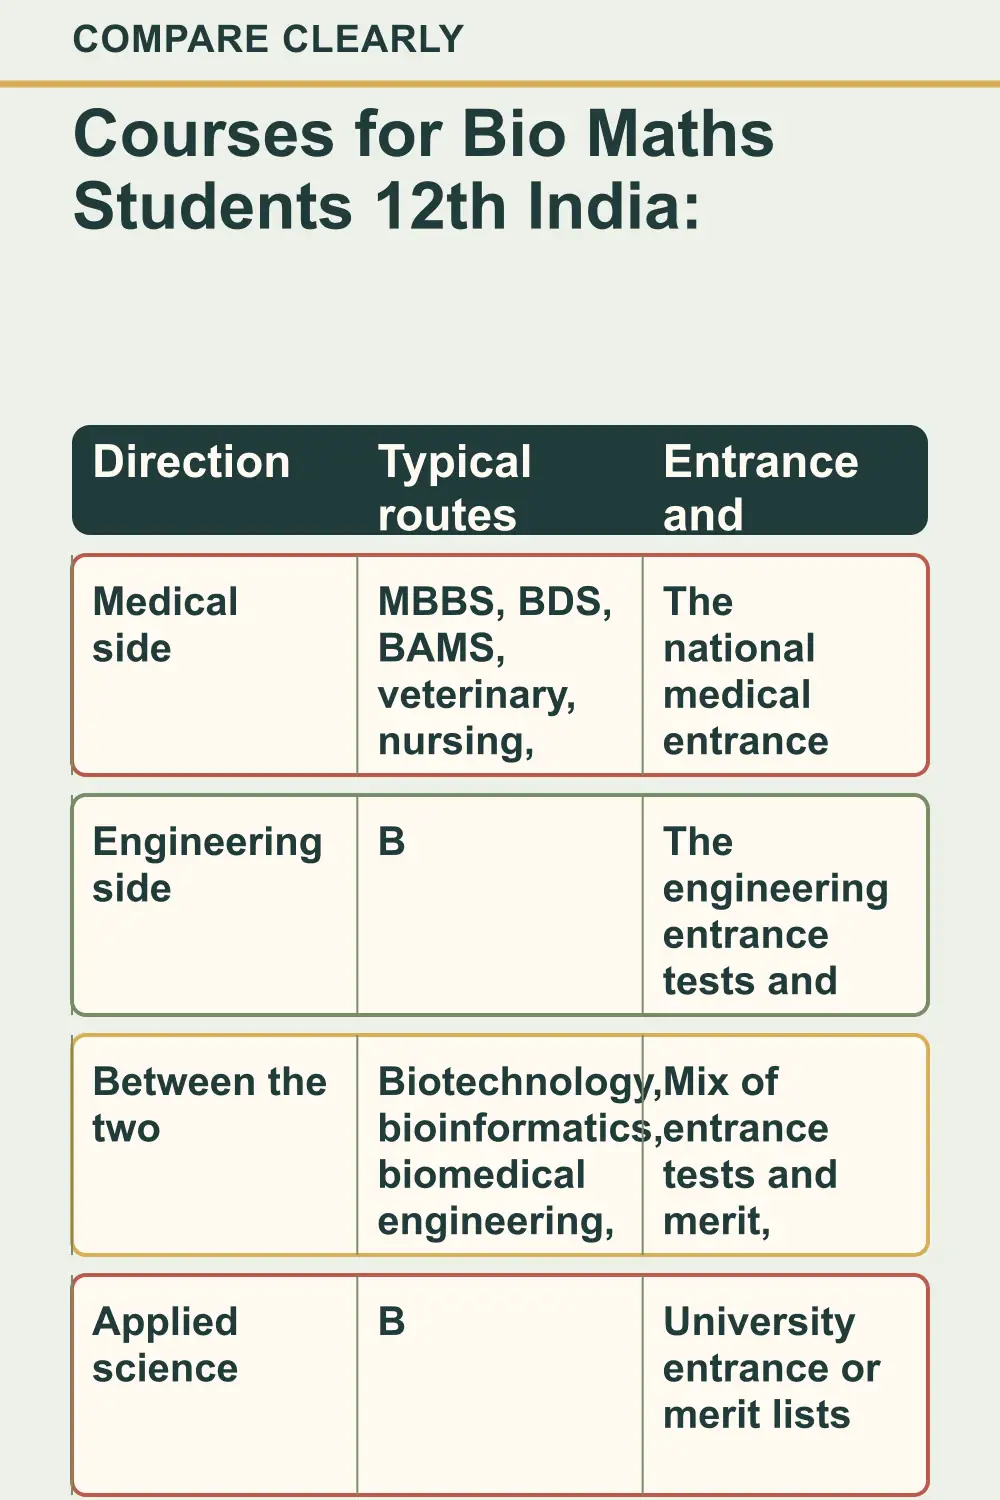 COMPARE CLEARLY
Courses for Bio Maths
Students 12th India:
Direction
Typical
routes
Entrance
and
Medical
side
MBBS, BDS,
BAMS,
veterinary,
nursing,
The
national
medical
entrance
Engineering
side
B
The
engineering
entrance
tests and
Between the
two
Biotechnology,
bioinformatics,
biomedical
engineering,
Mix of
entrance
tests and
merit,
Applied
science
B
University
entrance or
merit lists